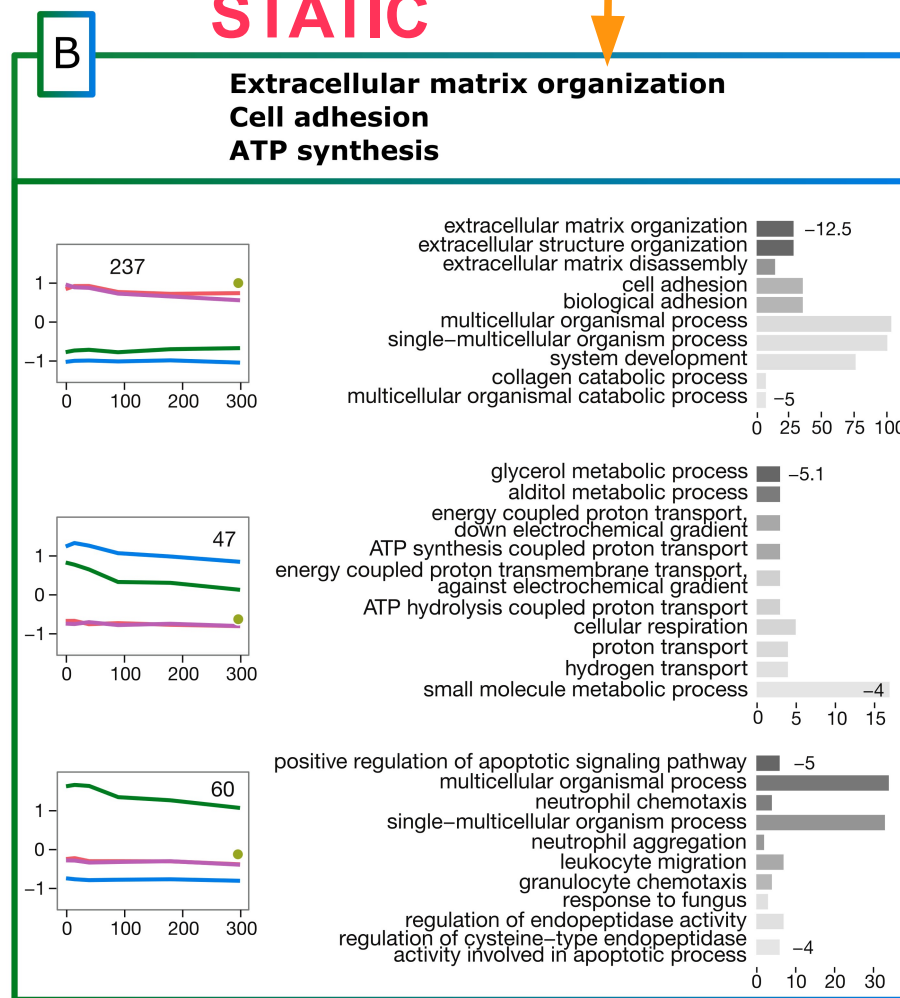 STATIC
B
Extracellular matrix organization
Cell adhesion
ATP synthesis
237
1
0
−1
0 100 200 300
extracellular matrix organization −12.5
extracellular structure organization
extracellular matrix disassembly
cell adhesion
biological adhesion
multicellular organismal process
single−multicellular organism process
system development
collagen catabolic process
multicellular organismal catabolic process −5
0 25 50 75 100
47
1
0
−1
0 100 200 300
glycerol metabolic process −5.1
alditol metabolic process
energy coupled proton transport,
down electrochemical gradient
ATP synthesis coupled proton transport
energy coupled proton transmembrane transport,
against electrochemical gradient
ATP hydrolysis coupled proton transport
cellular respiration
proton transport
hydrogen transport
small molecule metabolic process −4
0 5 10 15
60
1
0
−1
0 100 200 300
positive regulation of apoptotic signaling pathway −5
multicellular organismal process
neutrophil chemotaxis
single−multicellular organism process
neutrophil aggregation
leukocyte migration
granulocyte chemotaxis
response to fungus
regulation of endopeptidase activity
regulation of cysteine−type endopeptidase
activity involved in apoptotic process −4
0 10 20 30